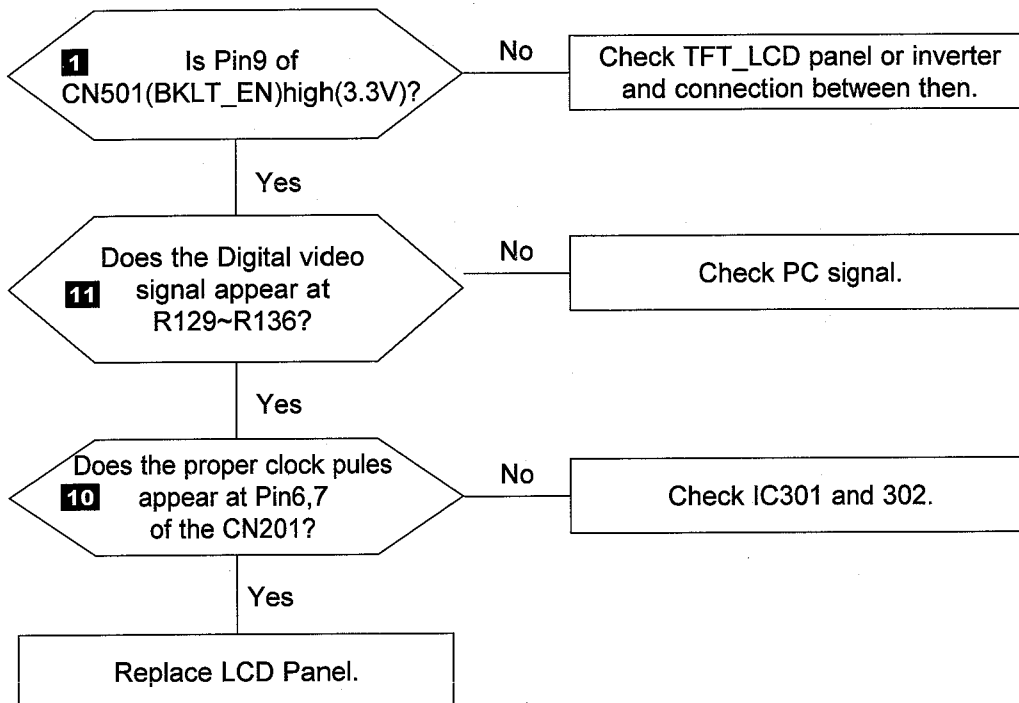 1 Is Pin9 of
CN501(BKLT_EN)high(3.3V)?
No
Check TFT_LCD panel or inverter
and connection between then.
Yes
Does the Digital video
11 signal appear at
R129~R136?
No
Check PC signal.
Yes
Does the proper clock pules
10 appear at Pin6,7
of the CN201?
No
Check IC301 and 302.
Yes
Replace LCD Panel.